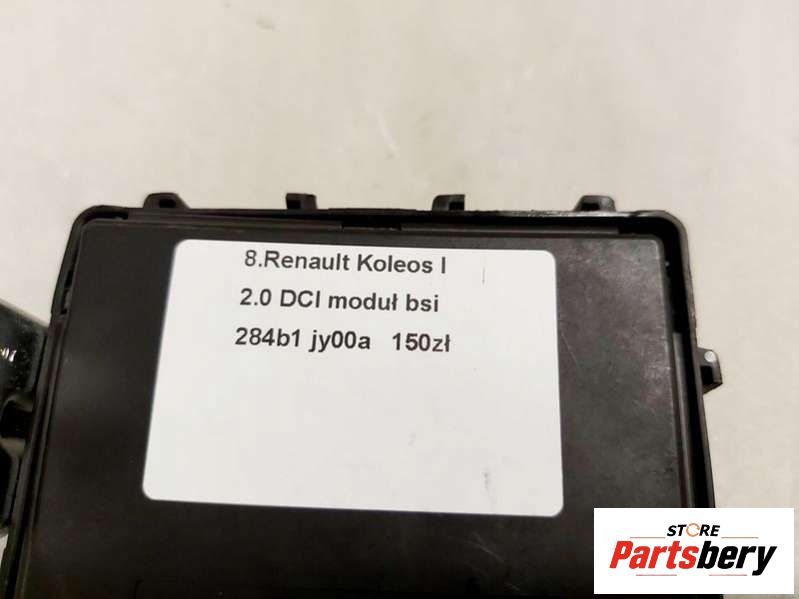 8.Renault Koleos I
2.0 DCI moduł bsi
284b1 jy00a 150zł
STORE
Partsbery